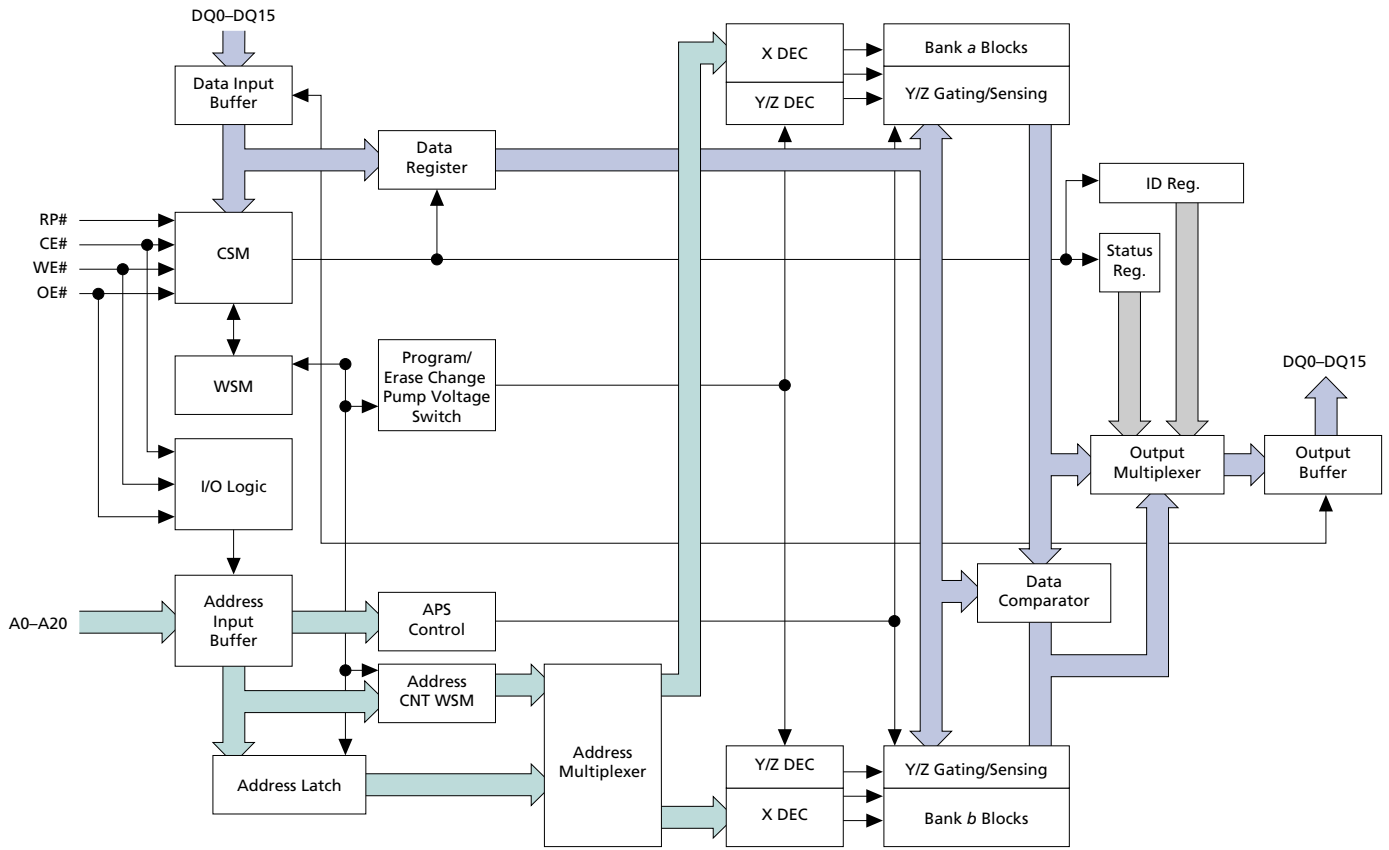 DQ0–DQ15
Data Input
Buffer
Data
Register
RP#
CE#
WE#
OE#
CSM
WSM
Program/
Erase Change
Pump Voltage
Switch
I/O Logic
A0–A20
Address
Input
Buffer
APS
Control
Address
CNT WSM
Address Latch
Address
Multiplexer
X DEC
Y/Z DEC
Bank a Blocks
Y/Z Gating/Sensing
ID Reg.
Status
Reg.
DQ0–DQ15
Output
Multiplexer
Output
Buffer
Data
Comparator
Y/Z DEC
X DEC
Y/Z Gating/Sensing
Bank b Blocks